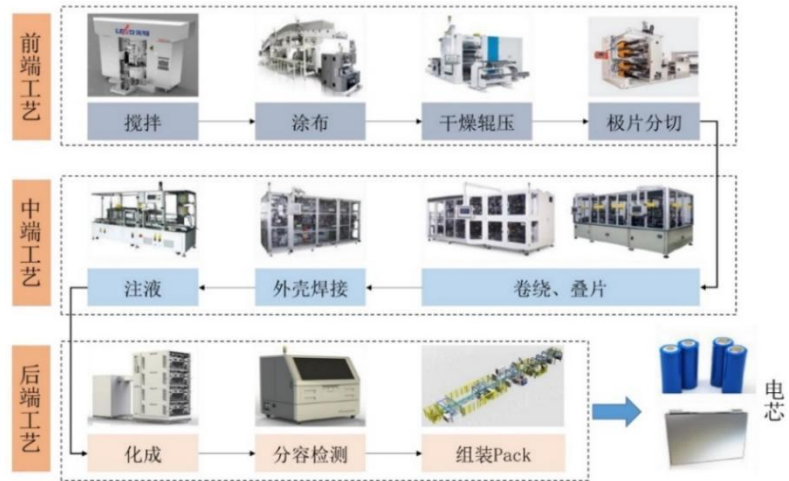 前端工艺
搅拌
涂布
干燥辊压
极片分切
中端工艺
注液
外壳焊接
卷绕、叠片
后端工艺
化成
分容检测
组装Pack
电芯